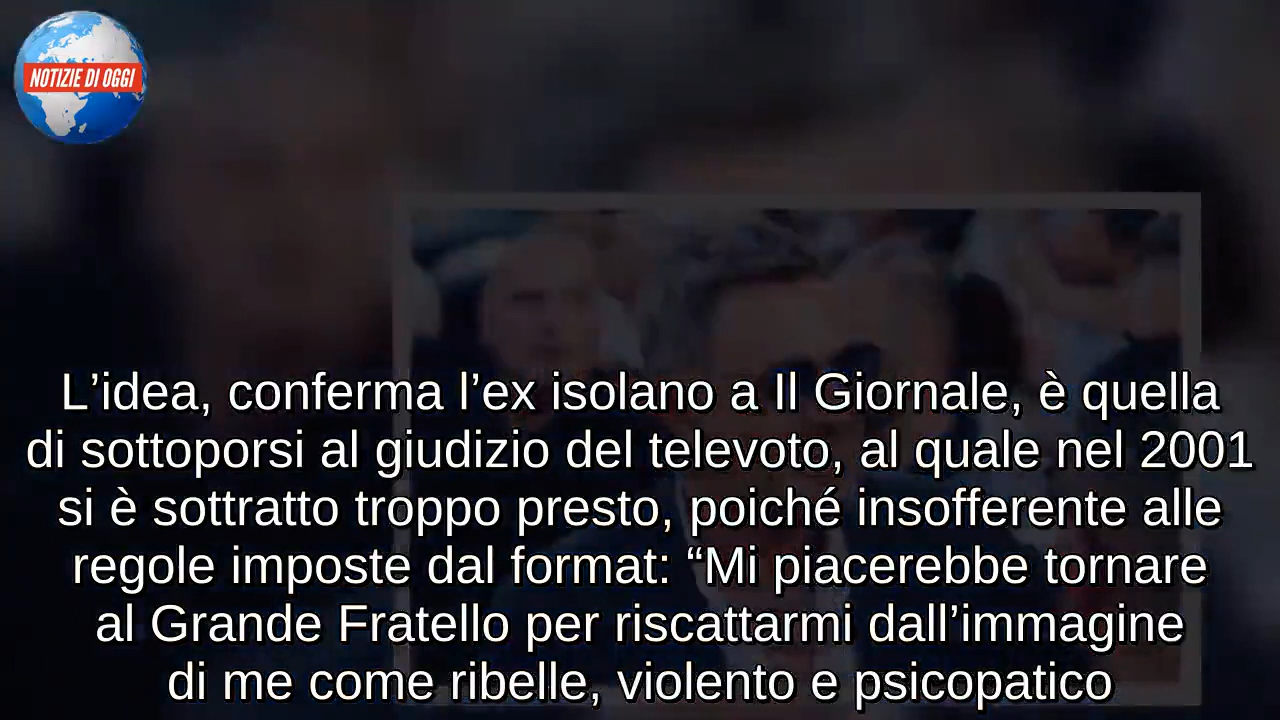 NOTIZIE DI OGGI
L’idea, conferma l’ex isolano a Il Giornale, è quella
di sottoporsi al giudizio del televoto, al quale nel 2001
si è sottratto troppo presto, poiché insofferente alle
regole imposte dal format: “Mi piacerebbe tornare
al Grande Fratello per riscattarmi dall’immagine
di me come ribelle, violento e psicopatico